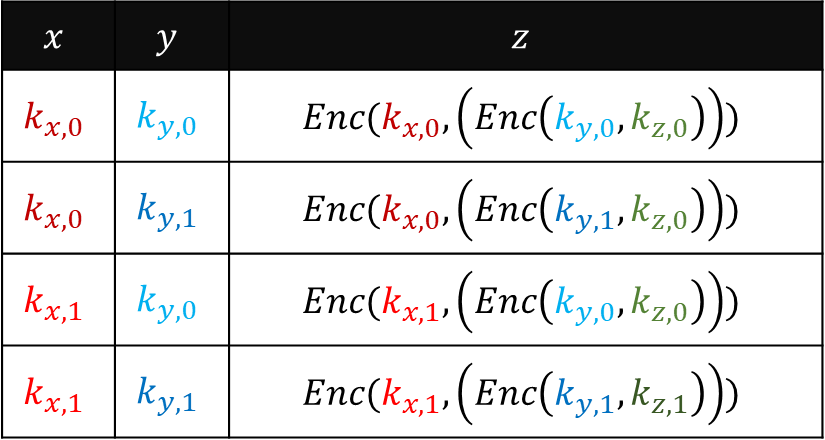 x y z
k_{x,0} k_{y,0} Enc(k_{x,0},(Enc(k_{y,0},k_{z,0})))
k_{x,0} k_{y,1} Enc(k_{x,0},(Enc(k_{y,1},k_{z,0})))
k_{x,1} k_{y,0} Enc(k_{x,1},(Enc(k_{y,0},k_{z,0})))
k_{x,1} k_{y,1} Enc(k_{x,1},(Enc(k_{y,1},k_{z,1})))